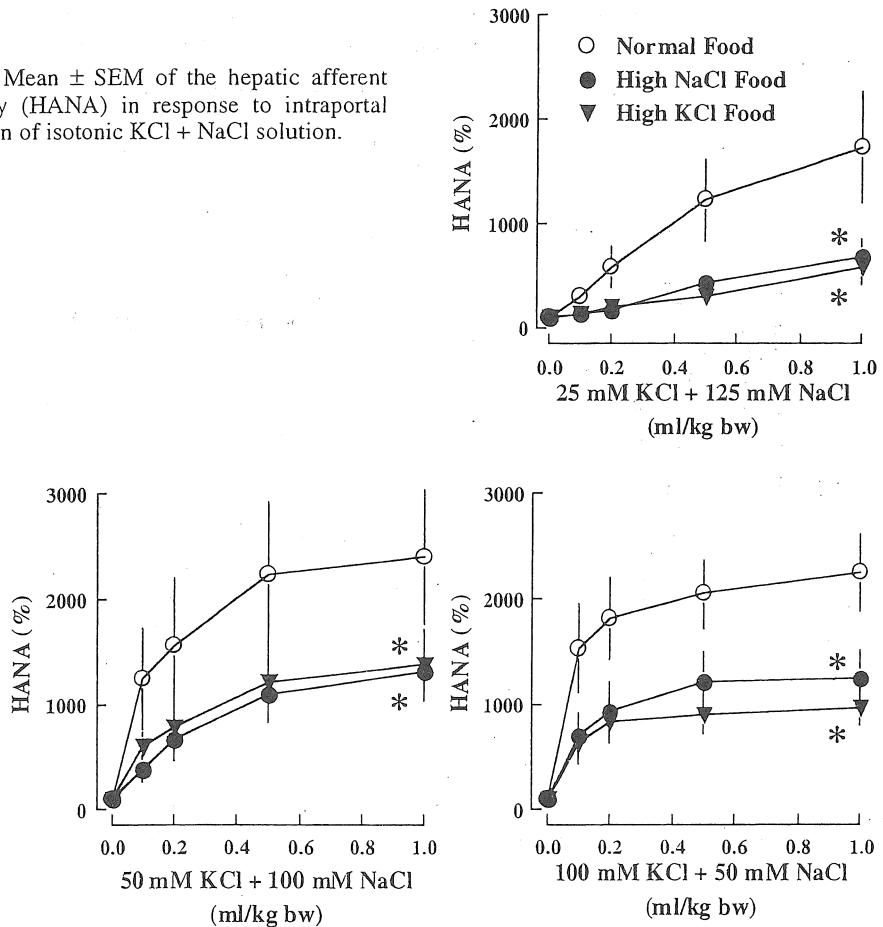 Mean ± SEM of the hepatic afferent
(HANA) in response to intraportal
of isotonic KCl + NaCl solution.
3000
2000
1000
0
HANA (%)
Normal Food
High NaCl Food
High KCl Food
*
*
0.0 0.2 0.4 0.6 0.8 1.0
25 mM KCl + 125 mM NaCl
(ml/kg bw)
3000
2000
1000
0
HANA (%)
*
*
0.0 0.2 0.4 0.6 0.8 1.0
50 mM KCl + 100 mM NaCl
(ml/kg bw)
3000
2000
1000
0
HANA (%)
*
*
0.0 0.2 0.4 0.6 0.8 1.0
100 mM KCl + 50 mM NaCl
(ml/kg bw)